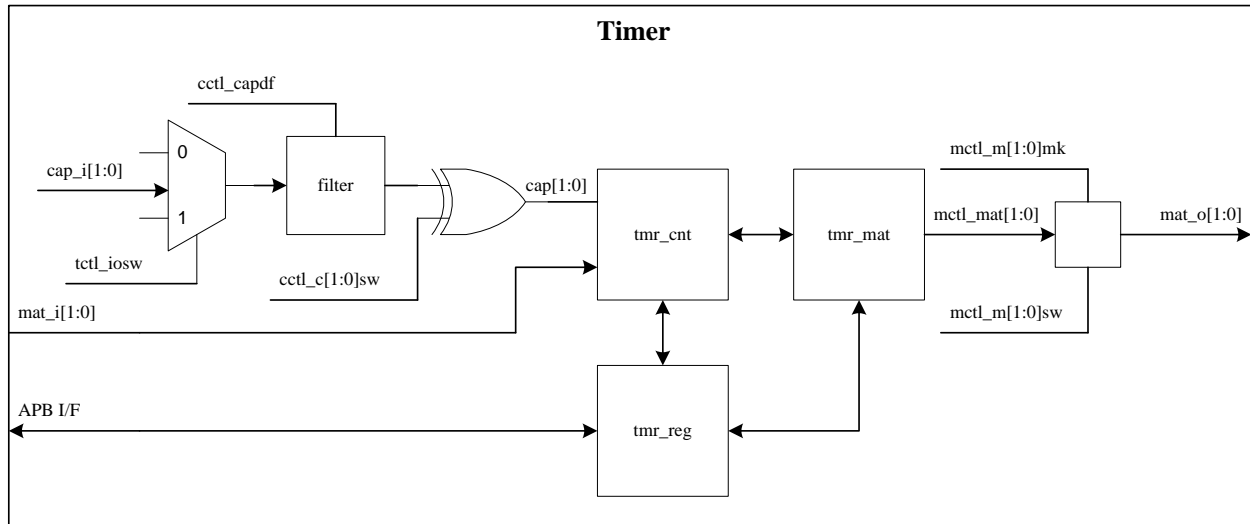 Timer
cctl_capdf
0
cap_i[1:0]
1
filter
cap[1:0]
tctl_iosw
cctl_c[1:0]sw
mat_i[1:0]
tmr_cnt
tmr_mat
mctl_m[1:0]mk
mctl_mat[1:0]
mat_o[1:0]
mctl_m[1:0]sw
APB I/F
tmr_reg